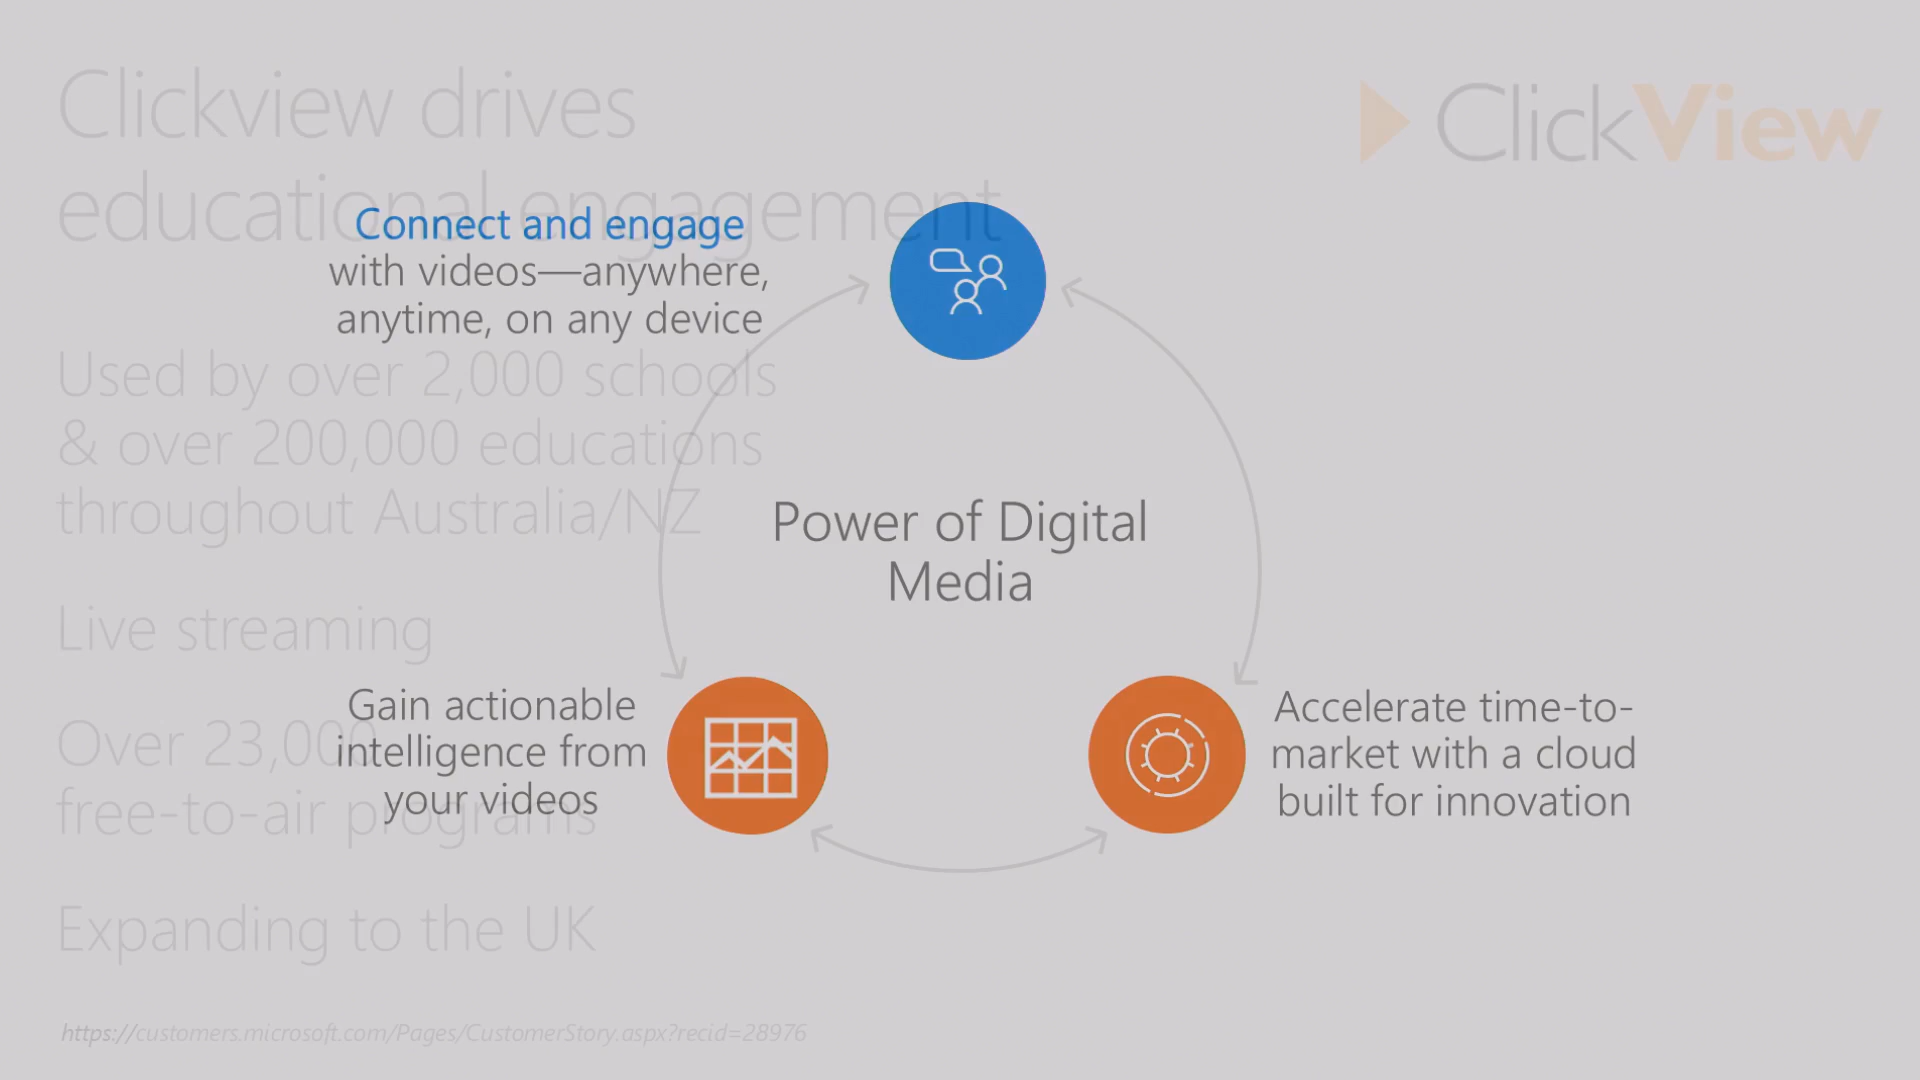 Clickview drives
educational engagement
ClickView
Used by over 2,000 schools
& over 200,000 educations
throughout Australia/NZ
Live streaming
Over 23,000
free-to-air programs
Expanding to the UK
https://customers.microsoft.com/Pages/CustomerStory.aspx?recid=28976
Connect and engage
with videos—anywhere,
anytime, on any device
Power of Digital
Media
Gain actionable
intelligence from
your videos
Accelerate time-to-
market with a cloud
built for innovation